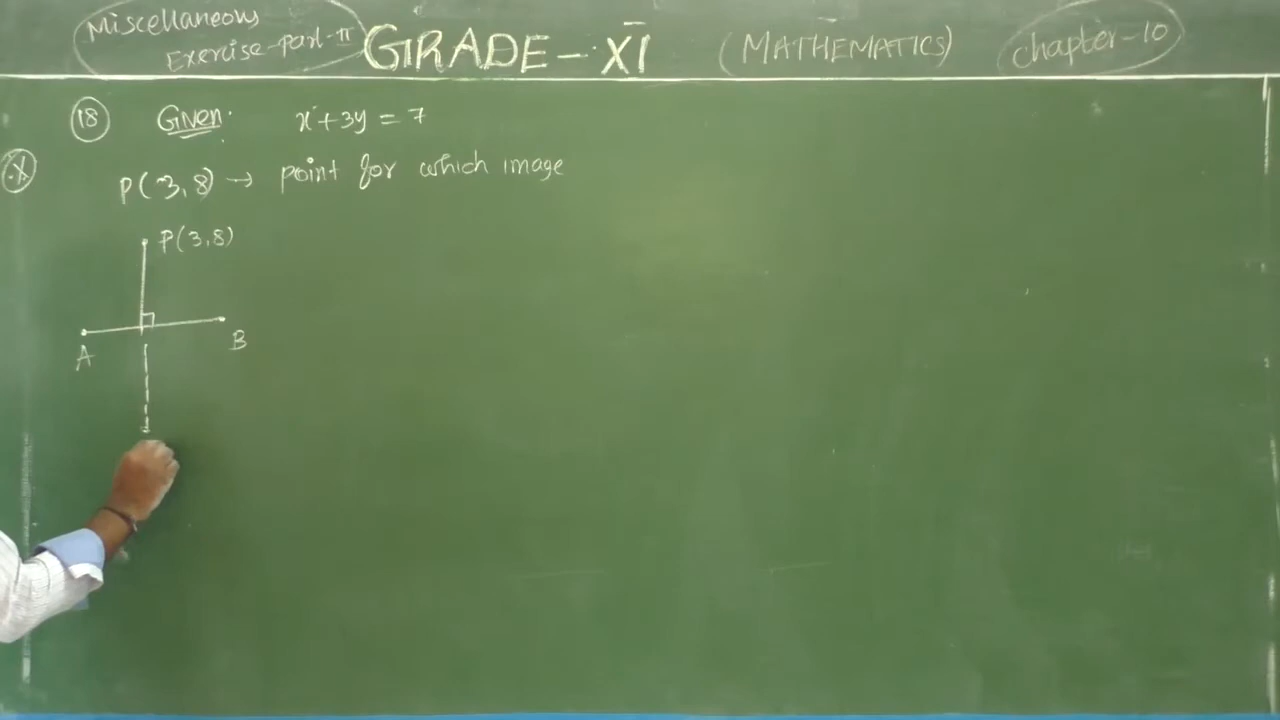 Miscellaneous
Exercise-part-II
GRADE-XI
(MATHEMATICS)
Chapter-10
18 Given: x+3y=7
.X
P(3,8) → point for which image
P(3,8)
A
B